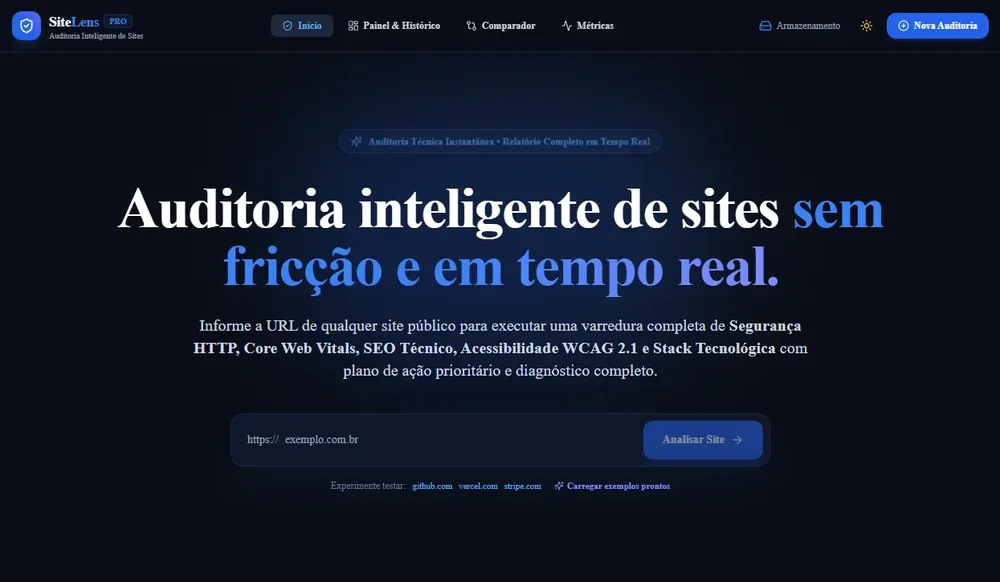 SiteLens PRO
Auditoria Inteligente de Sites
Início
Painel & Histórico
Comparador
Métricas
Armazenamento
Nova Auditoria
Auditoria Técnica Instantânea • Relatório Completo em Tempo Real
Auditoria inteligente de sites sem
fricção e em tempo real.
Informe a URL de qualquer site público para executar uma varredura completa de Segurança
HTTP, Core Web Vitals, SEO Técnico, Acessibilidade WCAG 2.1 e Stack Tecnológica com
plano de ação prioritário e diagnóstico completo.
https:// exemplo.com.br
Analisar Site →
Experimente testar: github.com vercel.com stripe.com Carregar exemplos prontos